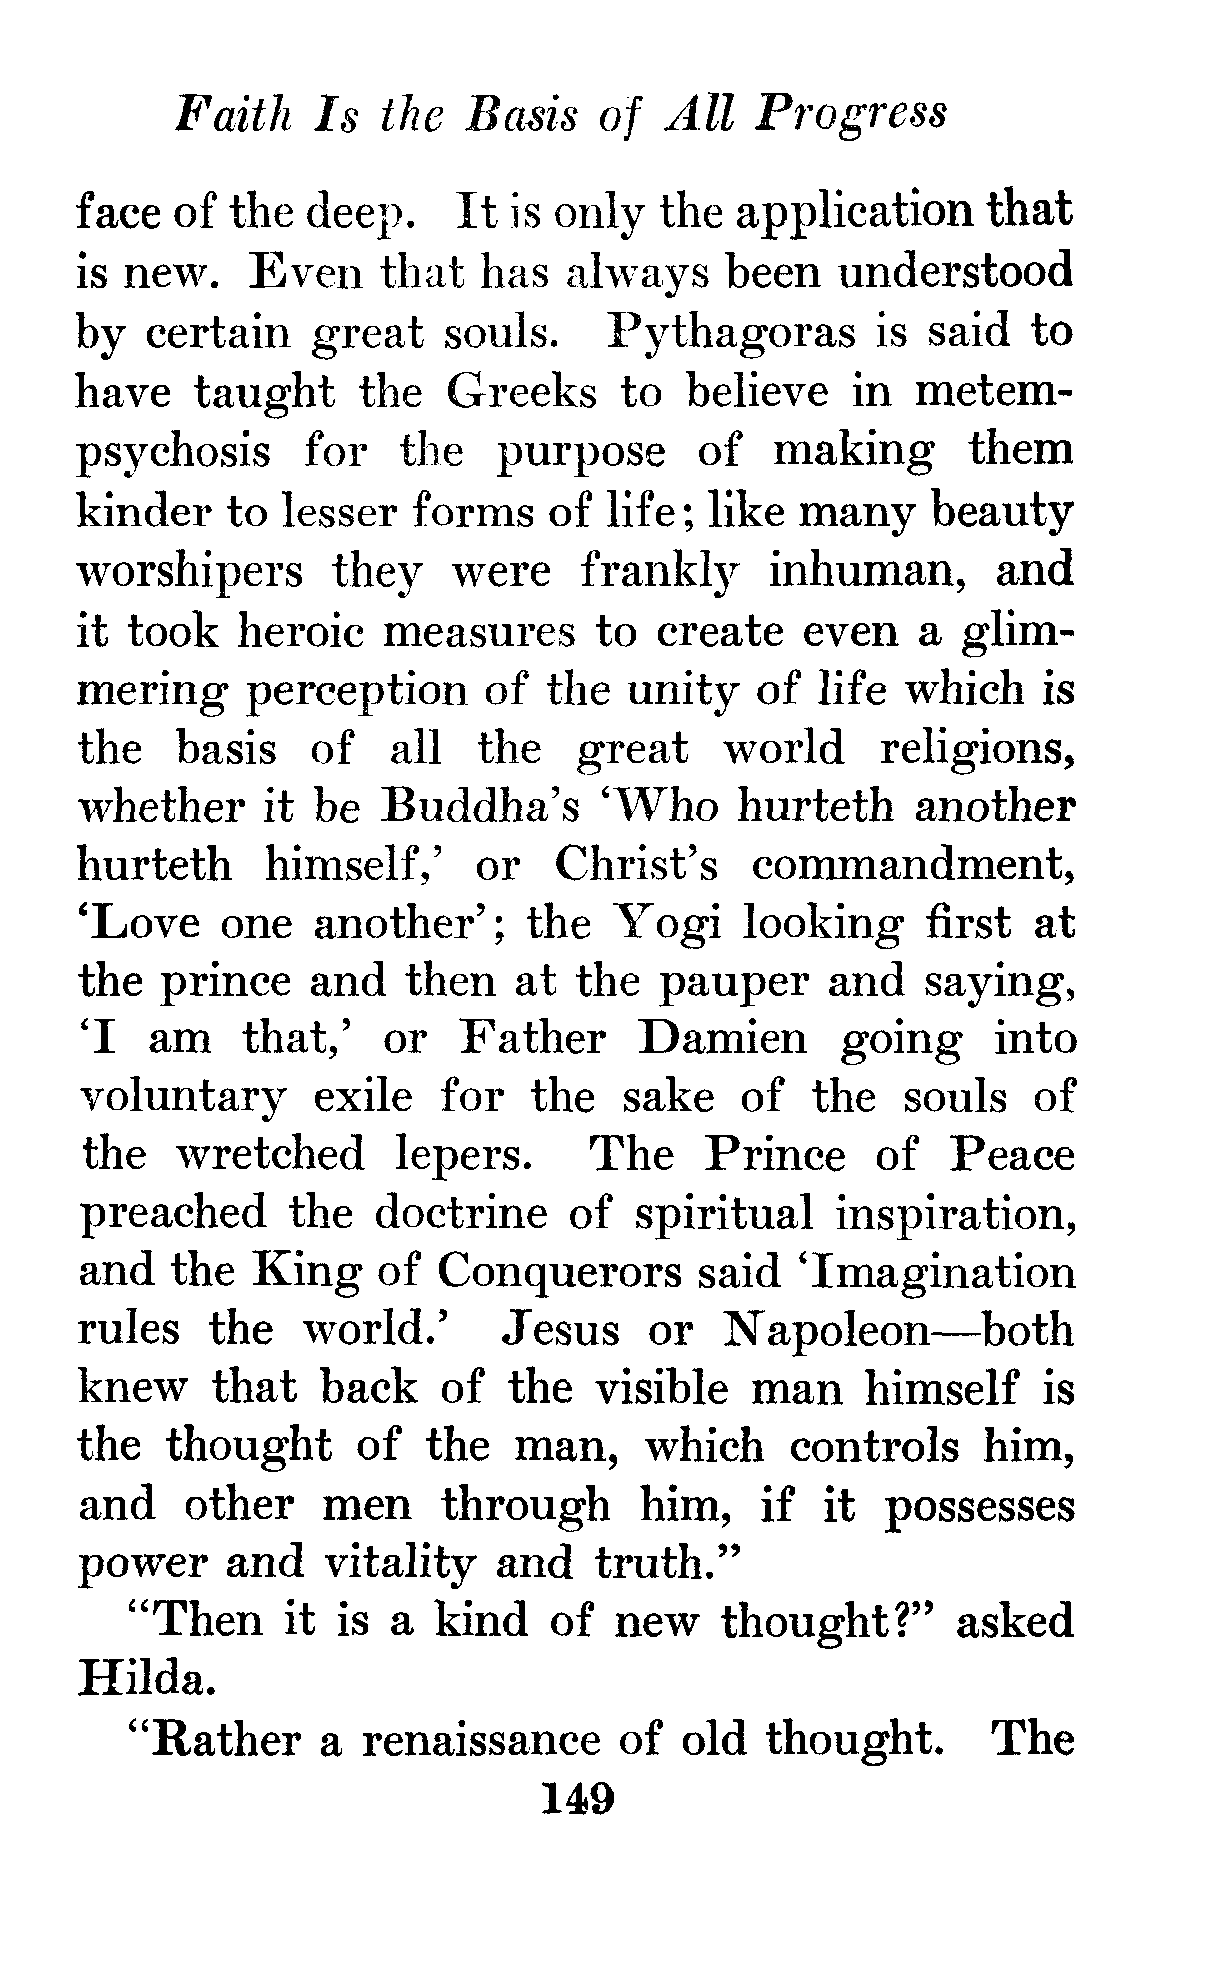 Faith Is the Basis of All Progress
face of the deep. It is only the application that
is new. Even that has always been understood
by certain great souls. Pythagoras is said to
have taught the Greeks to believe in metem-
psychosis for the purpose of making them
kinder to lesser forms of life; like many beauty
worshipers they were frankly inhuman, and
it took heroic measures to create even a glim-
mering perception of the unity of life which is
the basis of all the great world religions,
whether it be Buddha's 'Who hurteth another
hurteth himself,' or Christ's commandment,
'Love one another'; the Yogi looking first at
the prince and then at the pauper and saying,
'I am that,' or Father Damien going into
voluntary exile for the sake of the souls of
the wretched lepers. The Prince of Peace
preached the doctrine of spiritual inspiration,
and the King of Conquerors said 'Imagination
rules the world.' Jesus or Napoleon—both
knew that back of the visible man himself is
the thought of the man, which controls him,
and other men through him, if it possesses
power and vitality and truth."
"Then it is a kind of new thought?" asked
Hilda.
"Rather a renaissance of old thought. The
149